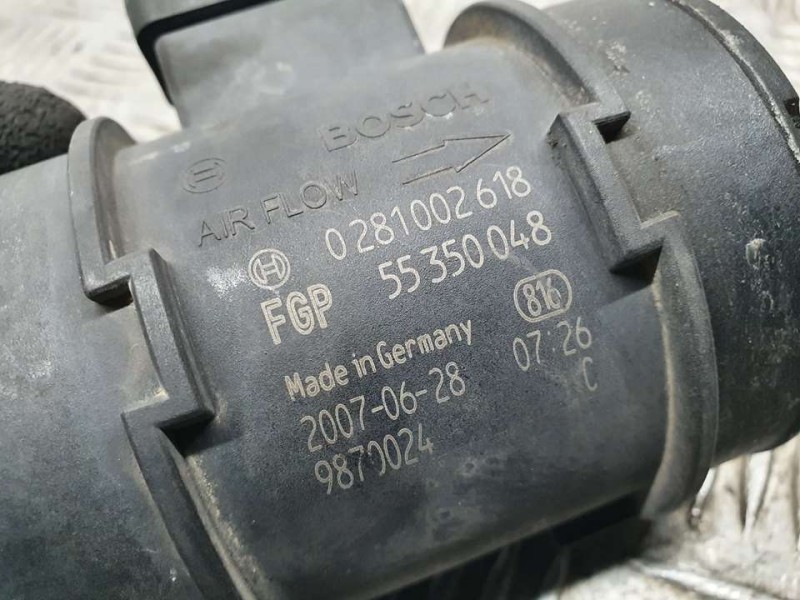 BOSCH
AIR FLOW
0 281 002 618
FGP 55 350 048
816
Made in Germany
2007-06-28 07:26
9870024 C